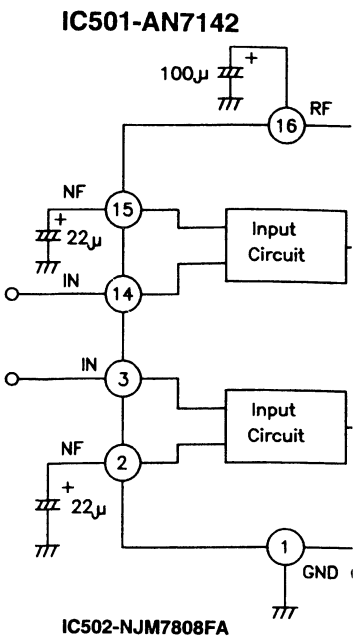 IC501-AN7142
100µ
+
16
RF
NF
15
+
22µ
Input
Circuit
IN
14
IN
3
Input
Circuit
NF
2
+
22µ
1
GND
IC502-NJM7808FA